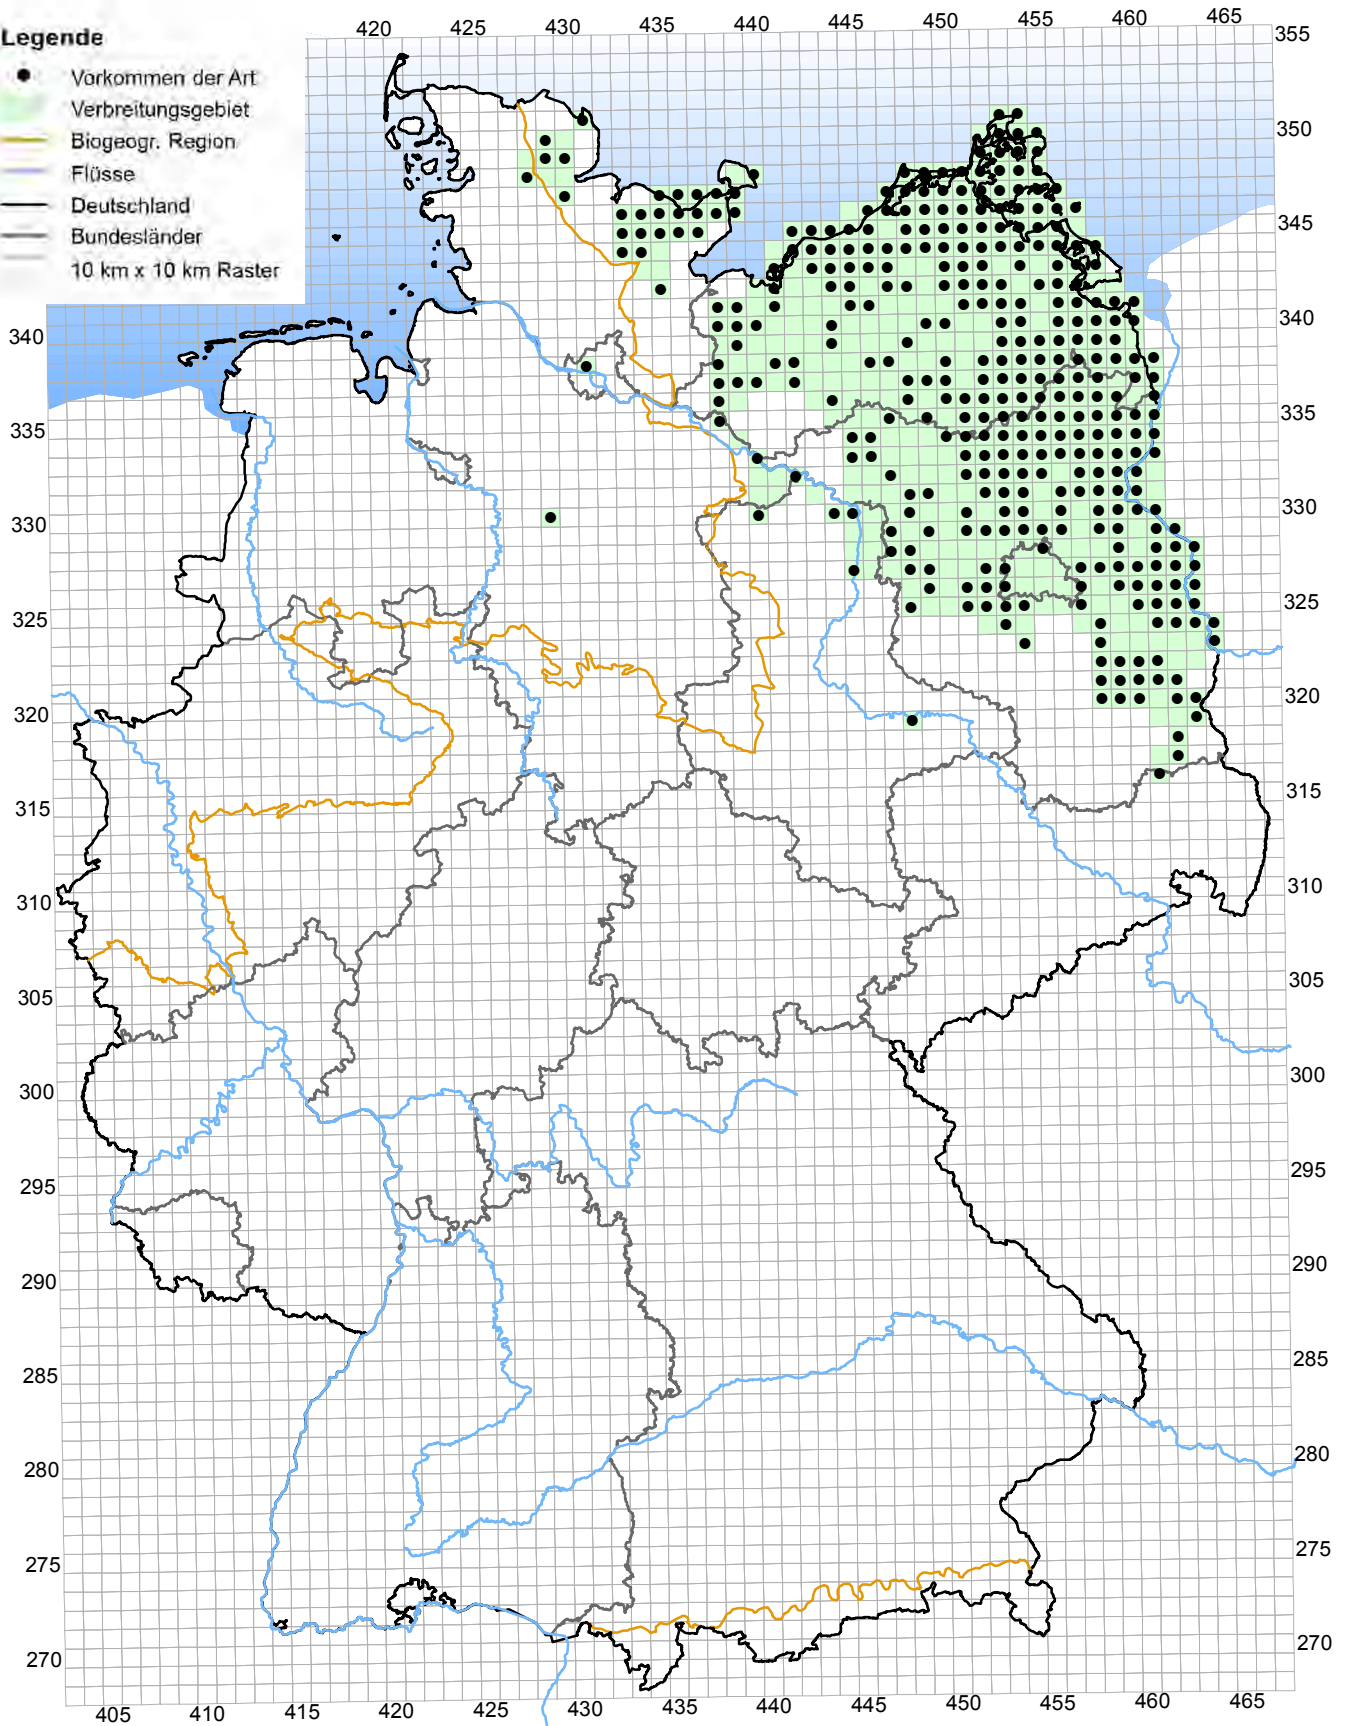 420 425 430 435 440 445 450 455 460 465
355
Legende
Vorkommen der Art
Verbreitungsgebiet
Biogeogr. Region
Flüsse
Deutschland
Bundesländer
10 km x 10 km Raster
350
345
340 340
335 335
330 330
325 325
320 320
315 315
310 310
305 305
300 300
295 295
290 290
285 285
280 280
275 275
270 270
405 410 415 420 425 430 435 440 445 450 455 460 465